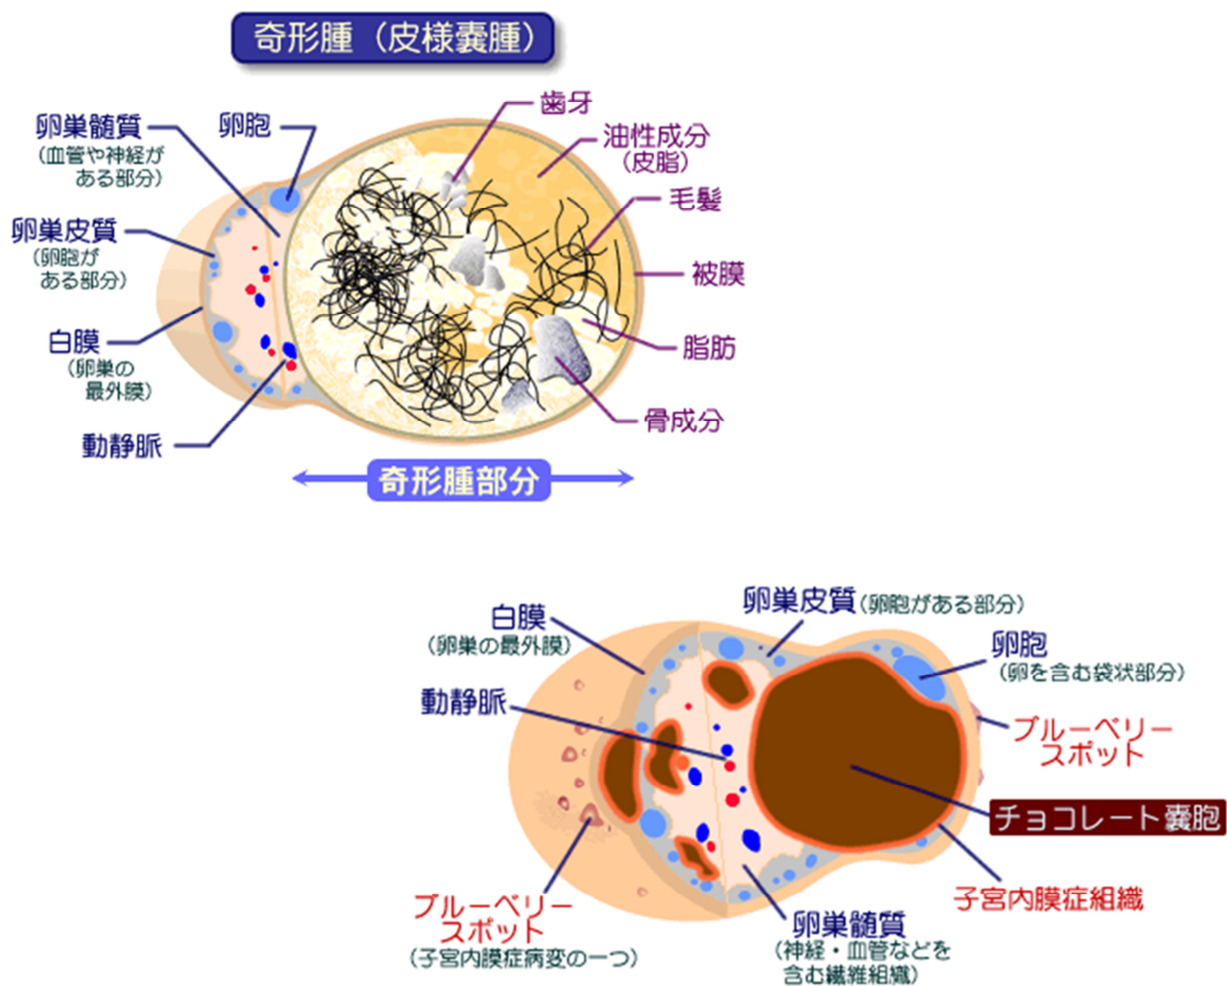 奇形腫（皮様嚢腫）
歯牙
卵巣髄質
（血管や神経が
ある部分）
卵胞
油性成分
（皮脂）
毛髪
卵巣皮質
（卵胞が
ある部分）
被膜
白膜
（卵巣の
最外膜）
脂肪
骨成分
動静脈
奇形腫部分
卵巣皮質（卵胞がある部分）
白膜
（卵巣の最外膜）
卵胞
（卵を含む袋状部分）
動静脈
ブルーベリー
スポット
チョコレート嚢胞
子宮内膜症組織
ブルーベリー
スポット
（子宮内膜症病変の一つ）
卵巣髄質
（神経・血管などを
含む繊維組織）